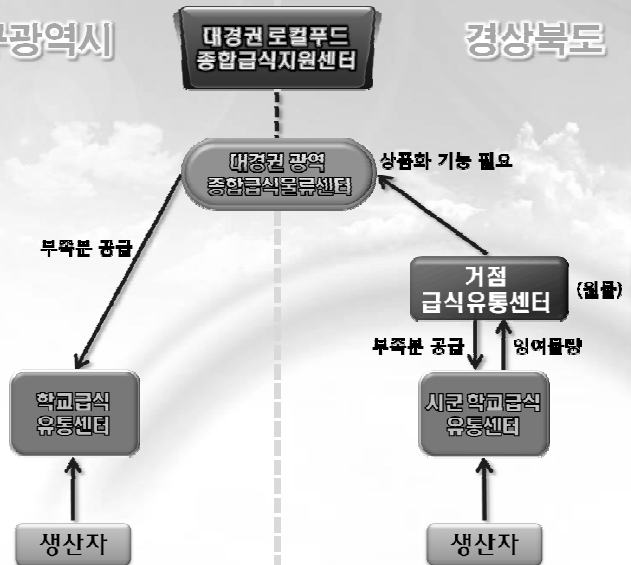 광역시
대경권 로컬푸드
종합급식지원센터
경상북도
대경권 광역
종합급식물류센터
상품화 기능 필요
부족분 공급
거점
급식유통센터
(원물)
부족분 공급
잉여물량
학교급식
유통센터
시군 학교급식
유통센터
생산자
생산자